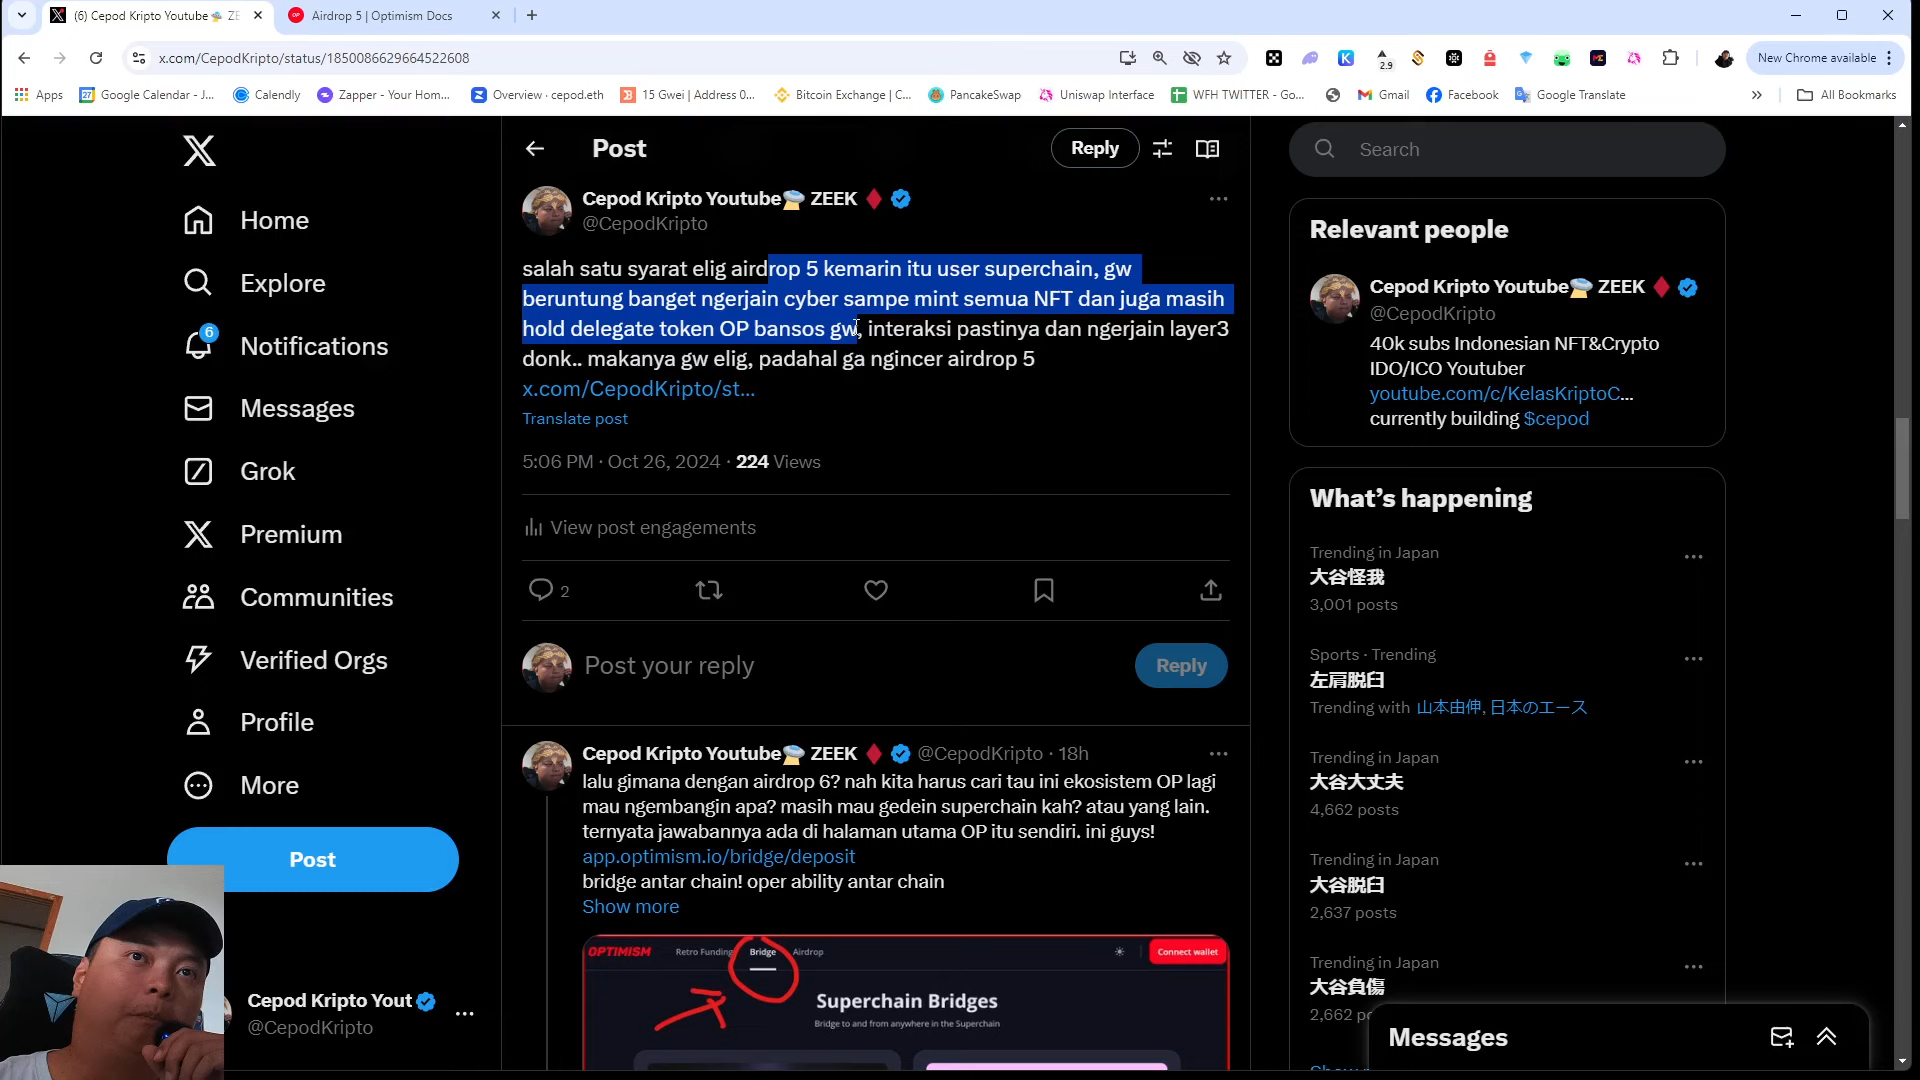 (6) Cepod Kripto Youtube🛸 ZE
Airdrop 5 | Optimism Docs
x.com/CepodKripto/status/1850086629664522608
2.9
New Chrome available
Apps
Google Calendar - J...
Calendly
Zapper - Your Hom...
Overview · cepod.eth
15 Gwei | Address 0...
Bitcoin Exchange | C...
PancakeSwap
Uniswap Interface
WFH TWITTER - Go...
Gmail
Facebook
Google Translate
»
All Bookmarks
Home
Explore
6
Notifications
Messages
Grok
Premium
Communities
Verified Orgs
Profile
More
Post
Cepod Kripto Yout
@CepodKripto
Post
Reply
Cepod Kripto Youtube🛸 ZEEK ♦️
@CepodKripto
salah satu syarat elig airdrop 5 kemarin itu user superchain, gw
beruntung banget ngerjain cyber sampe mint semua NFT dan juga masih
hold delegate token OP bansos gw, interaksi pastinya dan ngerjain layer3
donk.. makanya gw elig, padahal ga ngincer airdrop 5
x.com/CepodKripto/st...
Translate post
5:06 PM · Oct 26, 2024 · 224 Views
View post engagements
2
Post your reply
Reply
Cepod Kripto Youtube🛸 ZEEK ♦️ @CepodKripto · 18h
lalu gimana dengan airdrop 6? nah kita harus cari tau ini ekosistem OP lagi
mau ngembangin apa? masih mau gedein superchain kah? atau yang lain.
ternyata jawabannya ada di halaman utama OP itu sendiri. ini guys!
app.optimism.io/bridge/deposit
bridge antar chain! oper ability antar chain
Show more
OPTIMISM
Retro Funding
Bridge
Airdrop
Connect wallet
Superchain Bridges
Bridge to and from anywhere in the Superchain
Search
Relevant people
Cepod Kripto Youtube🛸 ZEEK ♦️
@CepodKripto
40k subs Indonesian NFT&Crypto
IDO/ICO Youtuber
youtube.com/c/KelasKriptoC...
currently building $cepod
What's happening
Trending in Japan
大谷怪我
3,001 posts
Sports · Trending
左肩脱臼
Trending with 山本由伸, 日本のエース
Trending in Japan
大谷大丈夫
4,662 posts
Trending in Japan
大谷脱臼
2,637 posts
Trending in Japan
大谷負傷
2,662
Messages